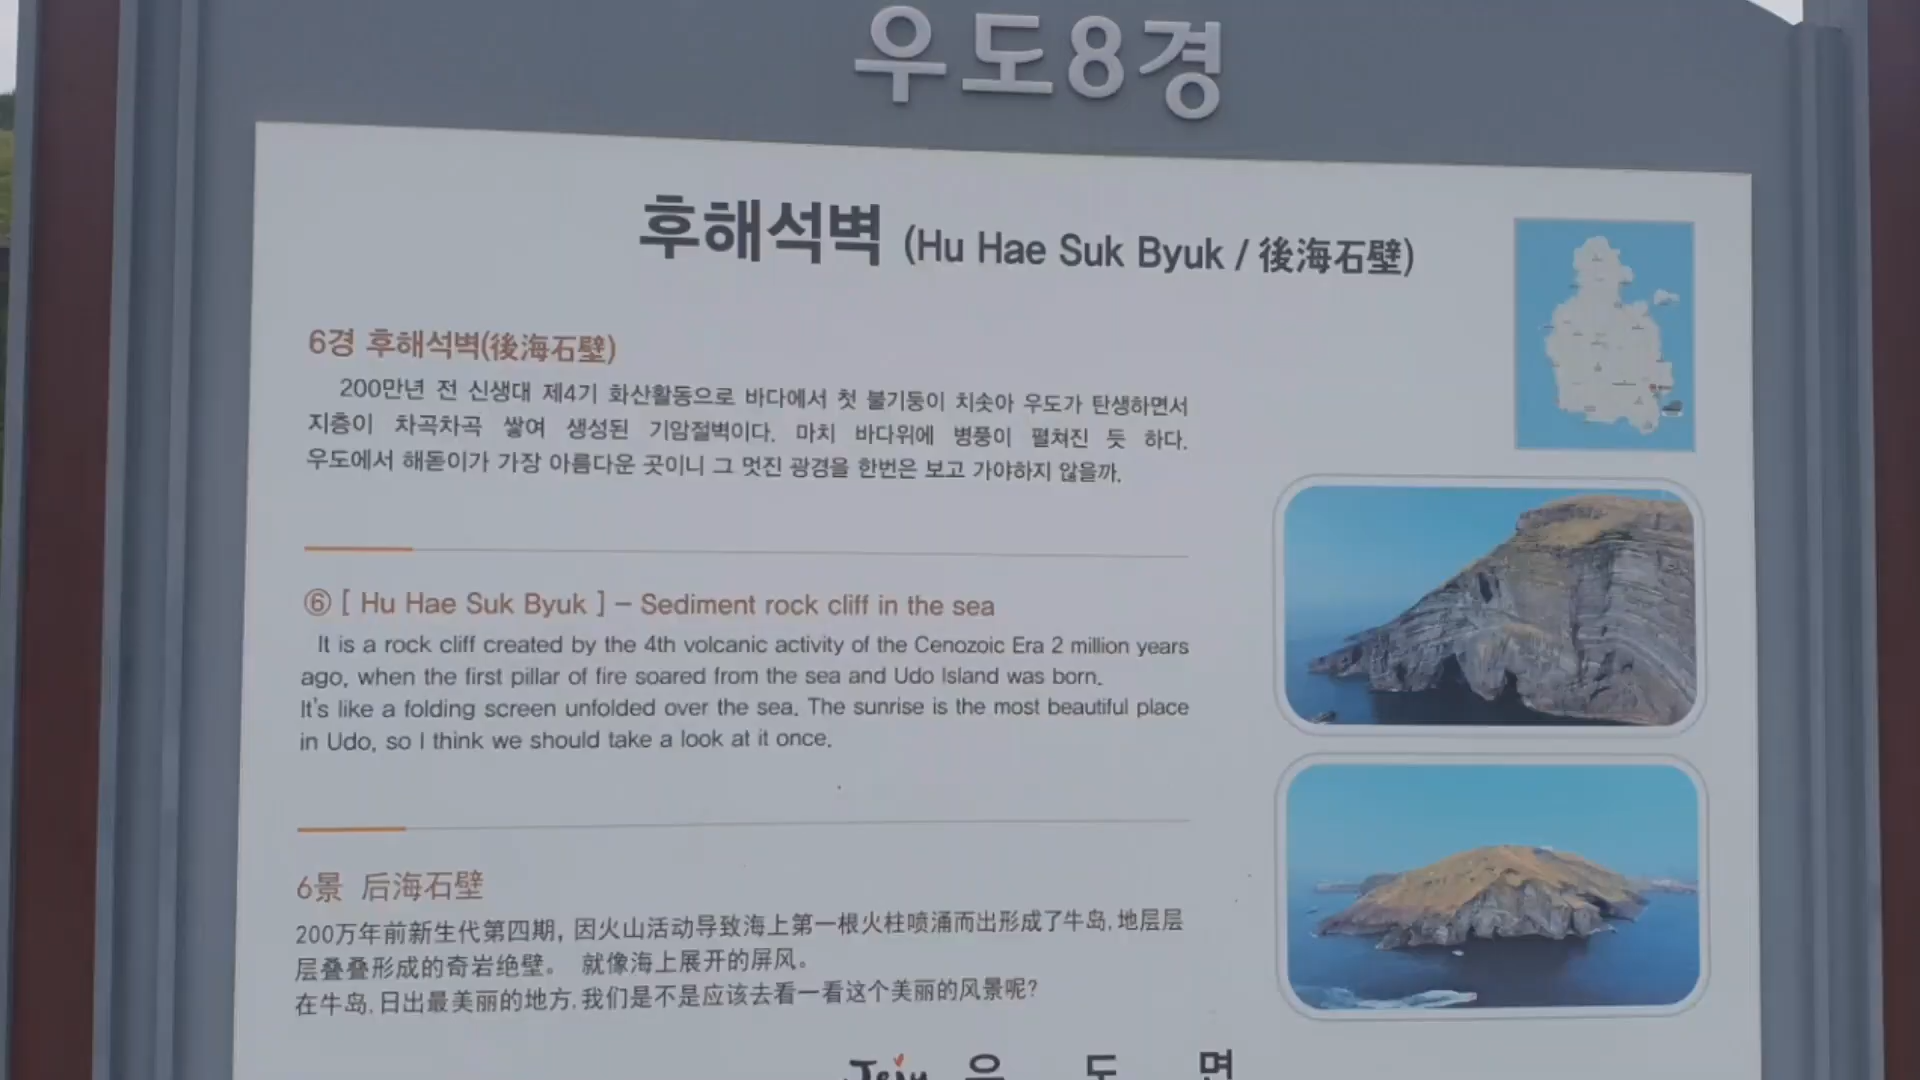 우도8경
후해석벽 (Hu Hae Suk Byuk / 後海石壁)
6경 후해석벽(後海石壁)
200만년 전 신생대 제4기 화산활동으로 바다에서 첫 불기둥이 치솟아 우도가 탄생하면서
지층이 차곡차곡 쌓여 생성된 기암절벽이다. 마치 바다위에 병풍이 펼쳐진 듯 하다.
우도에서 해돋이가 가장 아름다운 곳이니 그 멋진 광경을 한번은 보고 가야하지 않을까.
⑥ [ Hu Hae Suk Byuk ] – Sediment rock cliff in the sea
It is a rock cliff created by the 4th volcanic activity of the Cenozoic Era 2 million years
ago, when the first pillar of fire soared from the sea and Udo Island was born.
It's like a folding screen unfolded over the sea. The sunrise is the most beautiful place
in Udo, so I think we should take a look at it once.
6景 后海石壁
200万年前新生代第四期，因火山活动导致海上第一根火柱喷涌而出形成了牛岛, 地层层
层叠叠形成的奇岩绝壁。 就像海上展开的屏风。
在牛岛, 日出最美丽的地方, 我们是不是应该去看一看这个美丽的风景呢?
Jeju 우 도 면